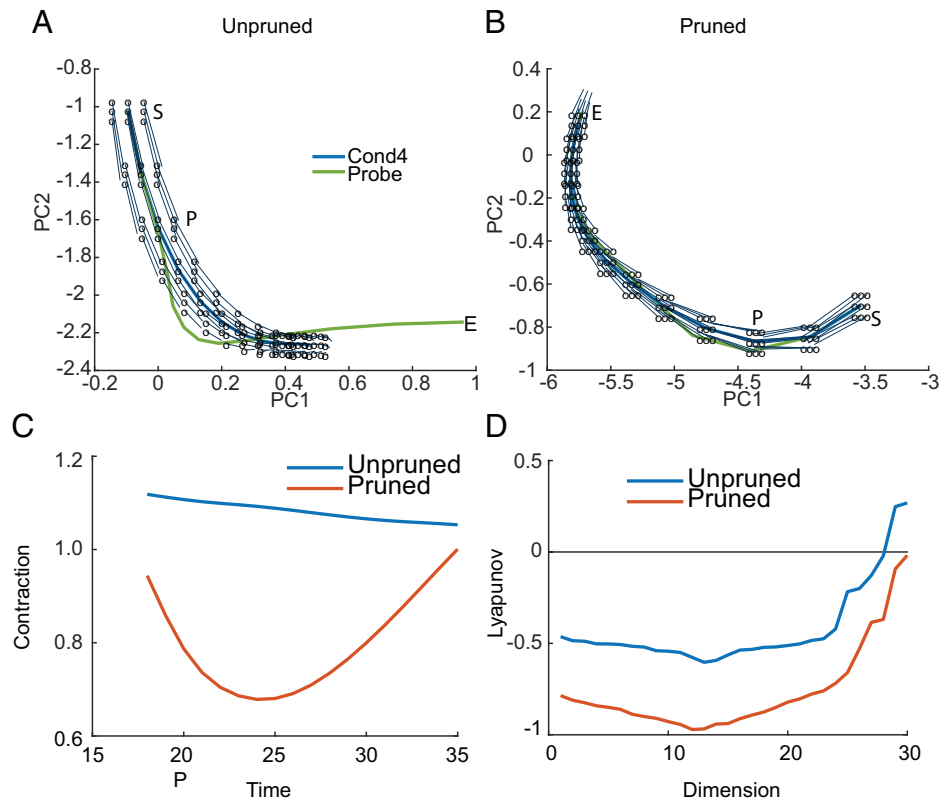 A
Unpruned
B
Pruned
-0.8
-1
-1.2
-1.4
-1.6
-1.8
-2
-2.2
-2.4
PC2
S
P
E
Cond4
Probe
-0.2
0
0.2
0.4
0.6
0.8
1
PC1
0.4
0.2
0
-0.2
-0.4
-0.6
-0.8
-1
PC2
E
P
S
-6
-5.5
-5
-4.5
-4
-3.5
-3
PC1
C
1.2
1.0
0.8
0.6
Contraction
Unpruned
Pruned
15
20
25
30
35
P
Time
D
0.5
0
-0.5
-1
Lyapunov
Unpruned
Pruned
0
10
20
30
Dimension